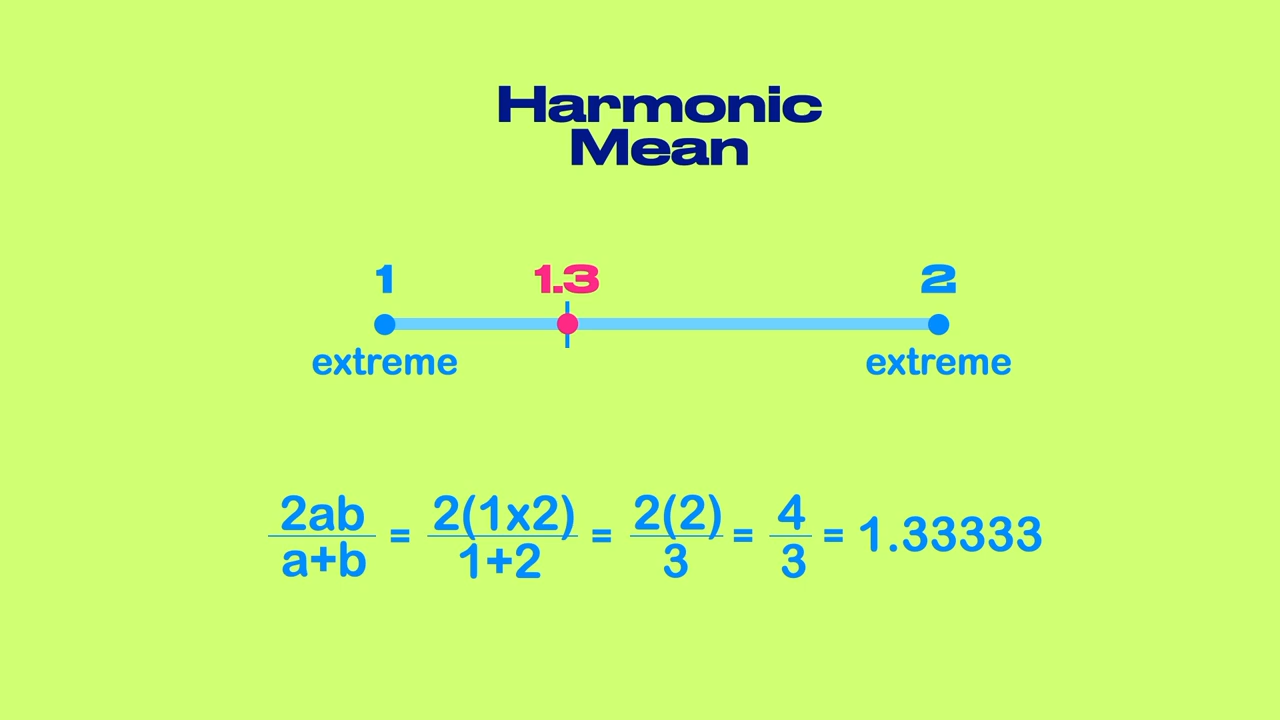 Harmonic
Mean
1 1.3 2
extreme extreme
2ab/a+b = 2(1x2)/1+2 = 2(2)/3 = 4/3 = 1.33333